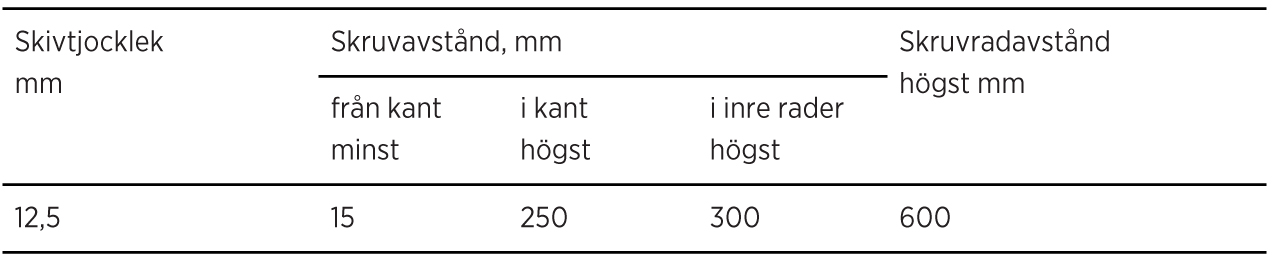 Skivtjocklek
mm
Skruvavstånd, mm
Skruvradavstånd
högst mm
från kant
minst
i kant
högst
i inre rader
högst
12,5 15 250 300 600